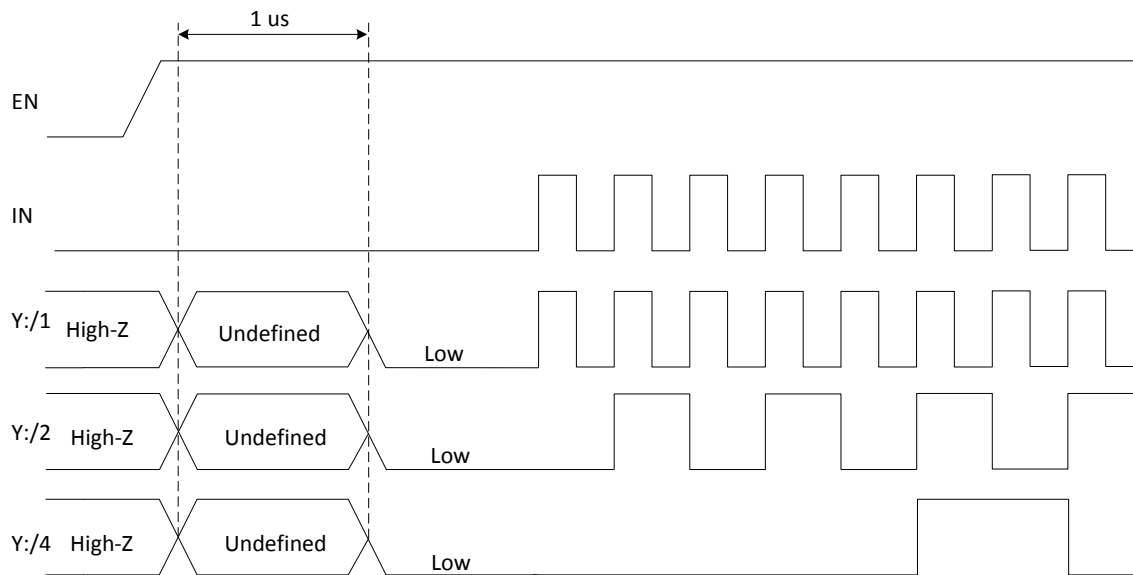 1 us
EN
IN
Y:/1 High-Z Undefined Low
Y:/2 High-Z Undefined Low
Y:/4 High-Z Undefined Low